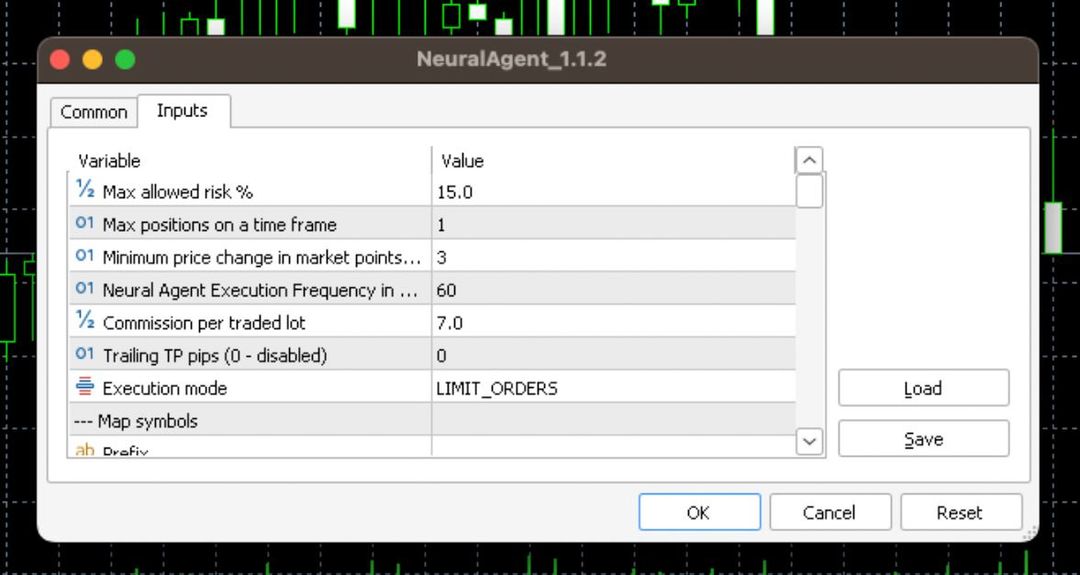 NeuralAgent_1.1.2
Common Inputs
Variable Value
½ Max allowed risk % 15.0
01 Max positions on a time frame 1
01 Minimum price change in market points... 3
01 Neural Agent Execution Frequency in ... 60
½ Commission per traded lot 7.0
01 Trailing TP pips (0 - disabled) 0
Execution mode LIMIT_ORDERS
--- Map symbols
ab Prefix
Load
Save
OK Cancel Reset